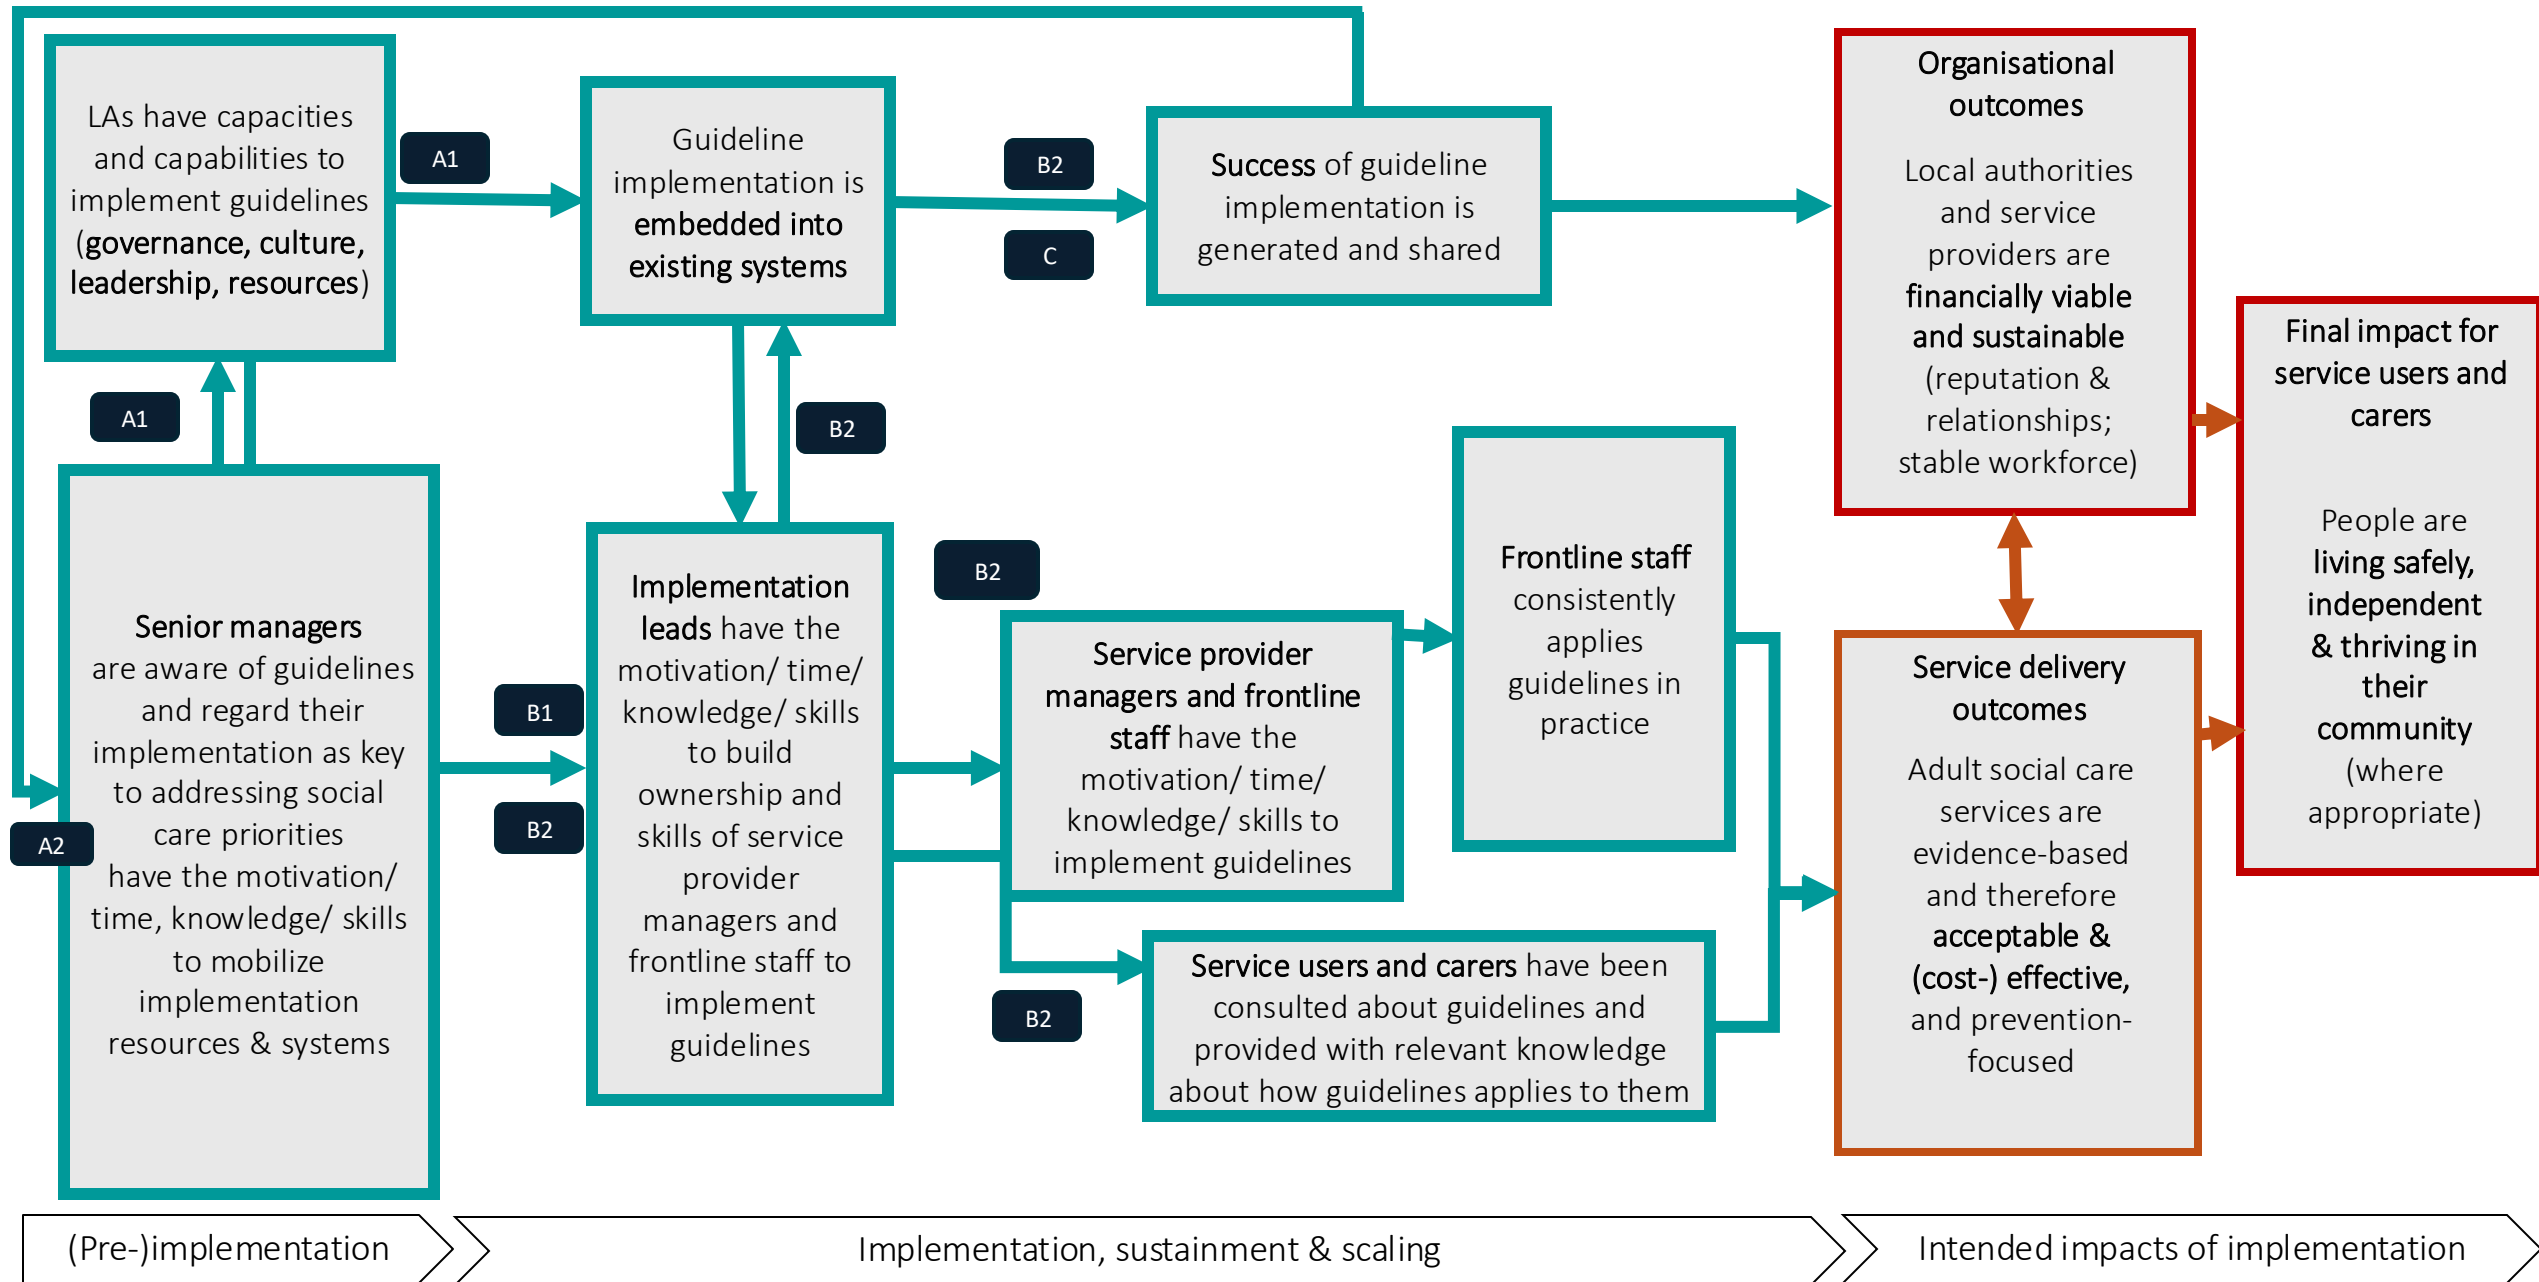 LAs have capacities
and capabilities to
implement guidelines
(governance, culture,
leadership, resources)
A1
Guideline
implementation is
embedded into
existing systems
B2
C
Success of guideline
implementation is
generated and shared
Organisational
outcomes
Local authorities
and service
providers are
financially viable
and sustainable
(reputation &
relationships;
stable workforce)
Final impact for
service users and
carers
People are
living safely,
independent
& thriving in
their
community
(where
appropriate)
A1
B2
Senior managers
are aware of guidelines
and regard their
implementation as key
to addressing social
care priorities
have the motivation/
time, knowledge/ skills
to mobilize
implementation
resources & systems
A2
B1
B2
Implementation
leads have the
motivation/ time/
knowledge/ skills
to build
ownership and
skills of service
provider
managers and
frontline staff to
implement
guidelines
B2
Service provider
managers and frontline
staff have the
motivation/ time/
knowledge/ skills to
implement guidelines
Frontline staff
consistently
applies
guidelines in
practice
B2
Service users and carers have been
consulted about guidelines and
provided with relevant knowledge
about how guidelines applies to them
Service delivery
outcomes
Adult social care
services are
evidence-based
and therefore
acceptable &
(cost-) effective,
and prevention-
focused
(Pre-)implementation
Implementation, sustainment & scaling
Intended impacts of implementation